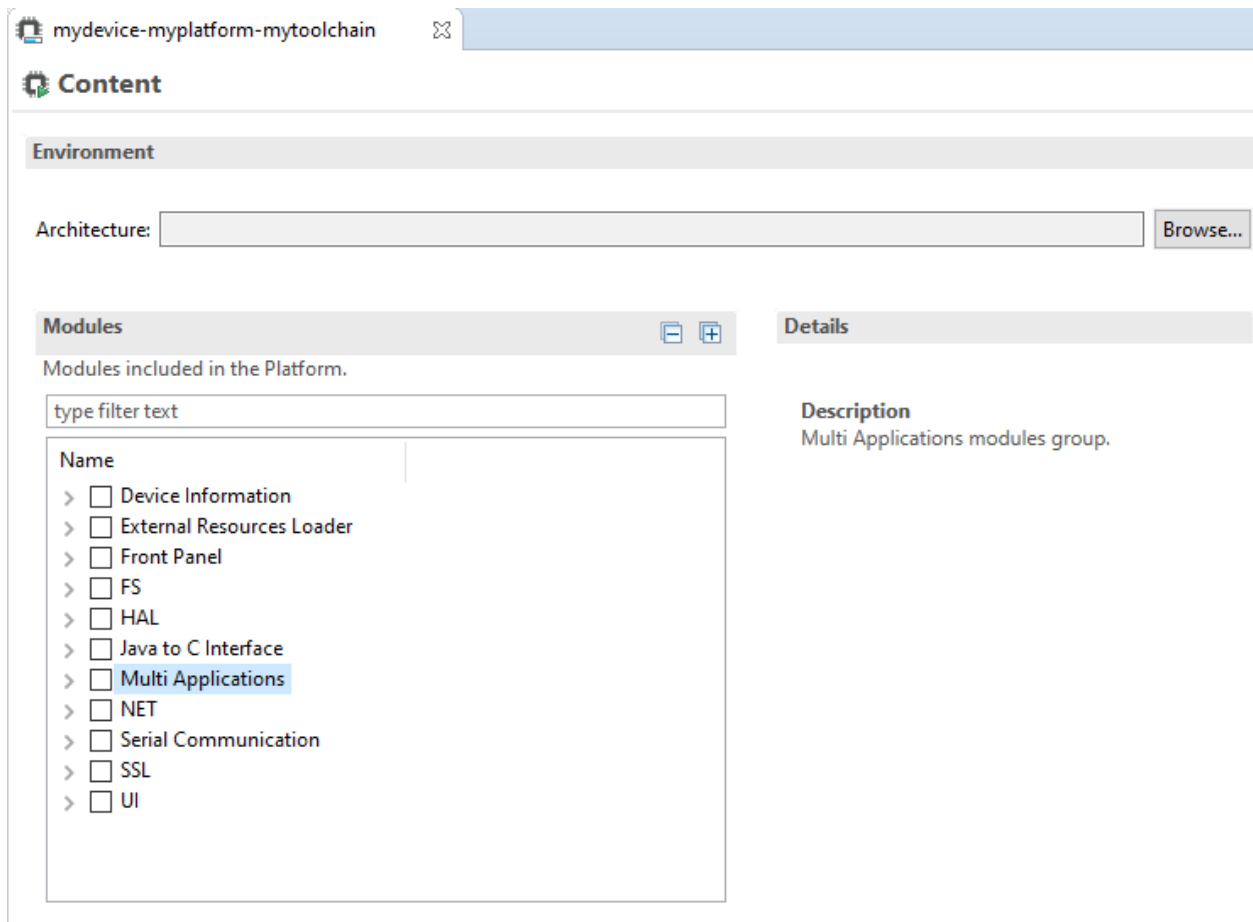 mydevice-myplatform-mytoolchain
Content
Environment
Architecture:
Browse...
Modules
Modules included in the Platform.
type filter text
Name
Device Information
External Resources Loader
Front Panel
FS
HAL
Java to C Interface
Multi Applications
NET
Serial Communication
SSL
UI
Details
Description
Multi Applications modules group.